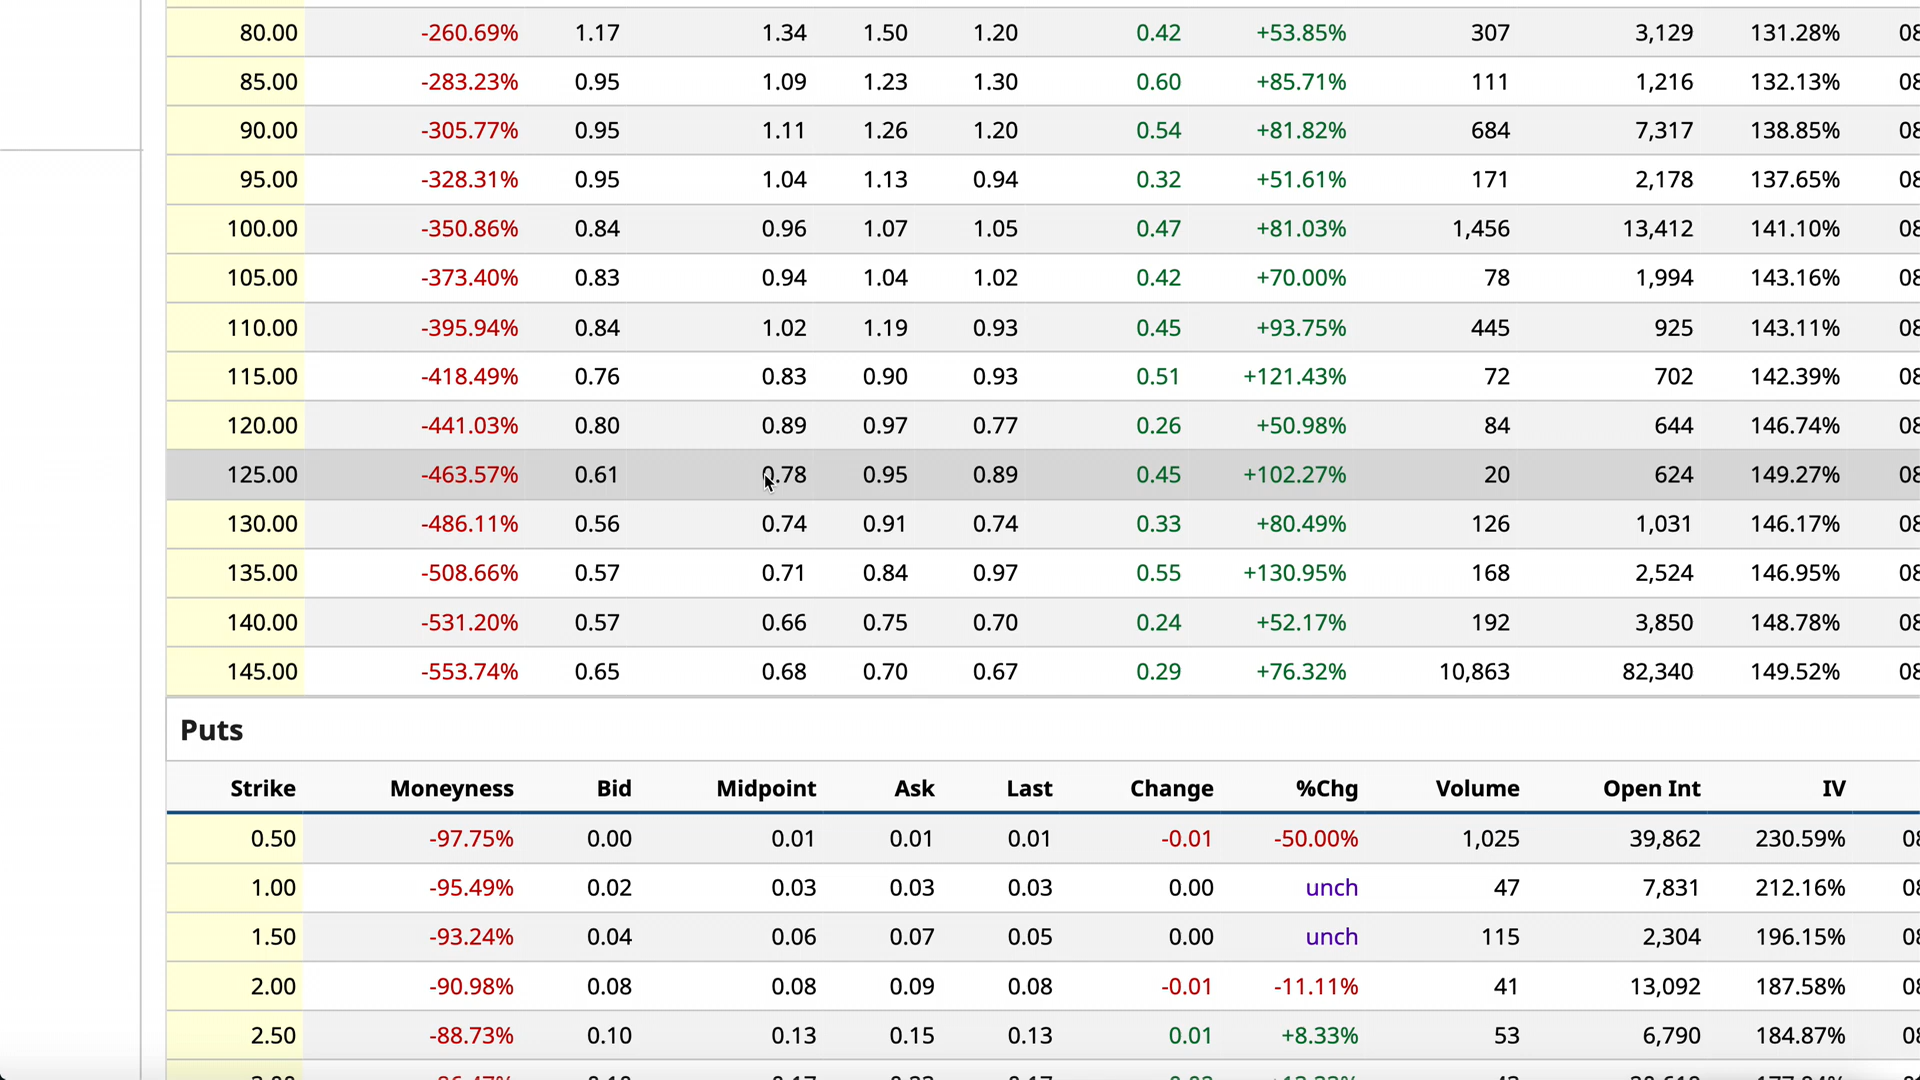 80.00 -260.69% 1.17 1.34 1.50 1.20 0.42 +53.85% 307 3,129 131.28% 08
85.00 -283.23% 0.95 1.09 1.23 1.30 0.60 +85.71% 111 1,216 132.13% 08
90.00 -305.77% 0.95 1.11 1.26 1.20 0.54 +81.82% 684 7,317 138.85% 08
95.00 -328.31% 0.95 1.04 1.13 0.94 0.32 +51.61% 171 2,178 137.65% 08
100.00 -350.86% 0.84 0.96 1.07 1.05 0.47 +81.03% 1,456 13,412 141.10% 08
105.00 -373.40% 0.83 0.94 1.04 1.02 0.42 +70.00% 78 1,994 143.16% 08
110.00 -395.94% 0.84 1.02 1.19 0.93 0.45 +93.75% 445 925 143.11% 08
115.00 -418.49% 0.76 0.83 0.90 0.93 0.51 +121.43% 72 702 142.39% 08
120.00 -441.03% 0.80 0.89 0.97 0.77 0.26 +50.98% 84 644 146.74% 08
125.00 -463.57% 0.61 0.78 0.95 0.89 0.45 +102.27% 20 624 149.27% 08
130.00 -486.11% 0.56 0.74 0.91 0.74 0.33 +80.49% 126 1,031 146.17% 08
135.00 -508.66% 0.57 0.71 0.84 0.97 0.55 +130.95% 168 2,524 146.95% 08
140.00 -531.20% 0.57 0.66 0.75 0.70 0.24 +52.17% 192 3,850 148.78% 08
145.00 -553.74% 0.65 0.68 0.70 0.67 0.29 +76.32% 10,863 82,340 149.52% 08
Puts
Strike Moneyness Bid Midpoint Ask Last Change %Chg Volume Open Int IV
0.50 -97.75% 0.00 0.01 0.01 0.01 -0.01 -50.00% 1,025 39,862 230.59% 08
1.00 -95.49% 0.02 0.03 0.03 0.03 0.00 unch 47 7,831 212.16% 08
1.50 -93.24% 0.04 0.06 0.07 0.05 0.00 unch 115 2,304 196.15% 08
2.00 -90.98% 0.08 0.08 0.09 0.08 -0.01 -11.11% 41 13,092 187.58% 08
2.50 -88.73% 0.10 0.13 0.15 0.13 0.01 +8.33% 53 6,790 184.87% 08